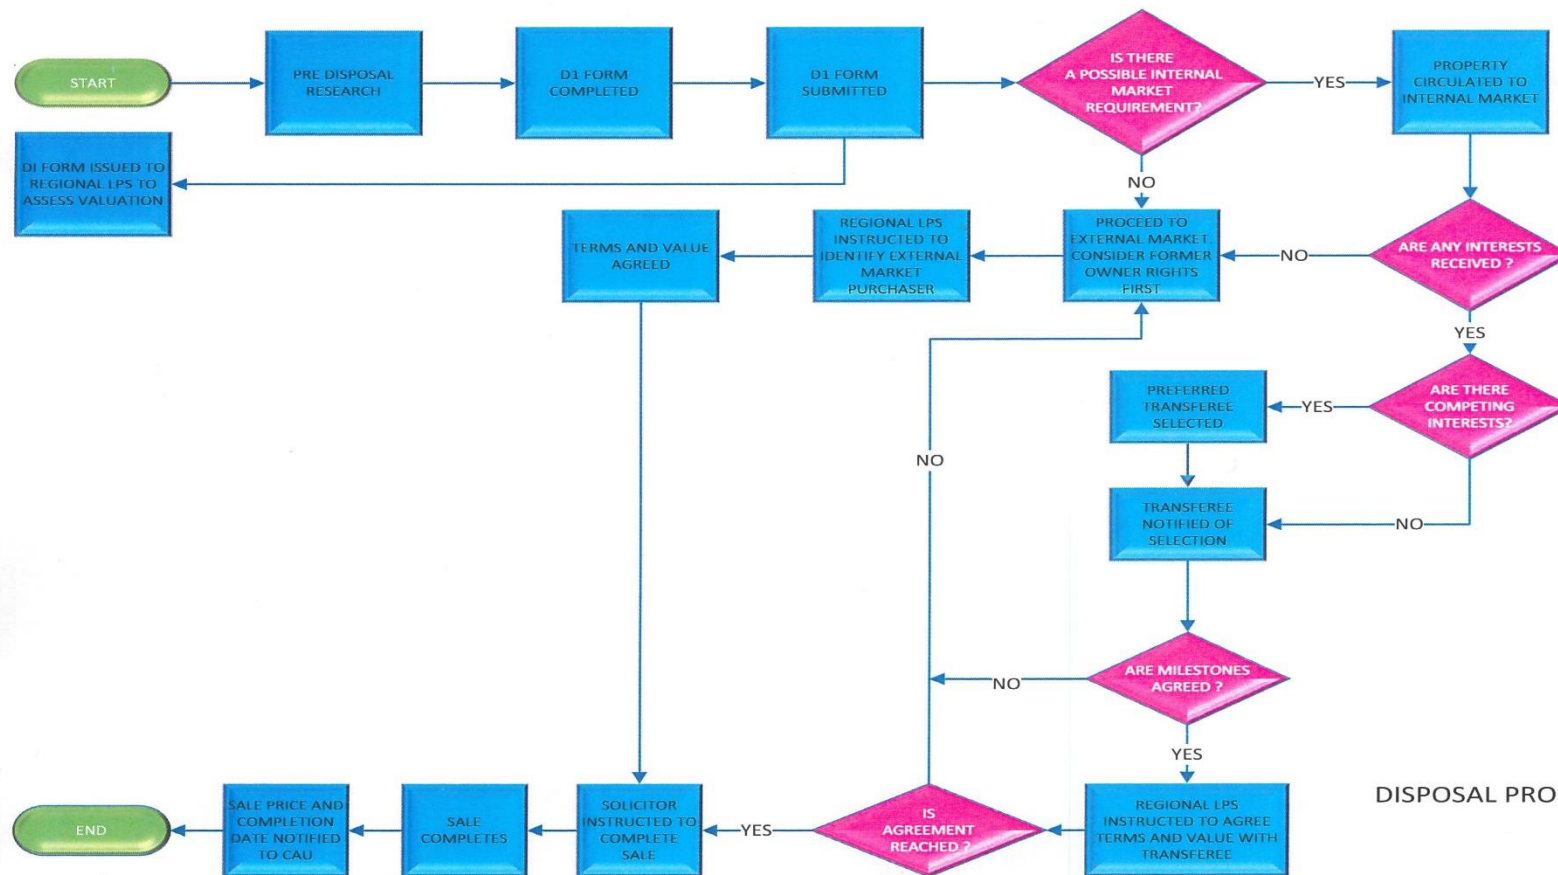 START
PRE DISPOSAL
RESEARCH
D1 FORM
COMPLETED
D1 FORM
SUBMITTED
IS THERE
A POSSIBLE INTERNAL
MARKET
REQUIREMENT?
YES
PROPERTY
CIRCULATED TO
INTERNAL MARKET
DI FORM ISSUED TO
REGIONAL LPS TO
ASSESS VALUATION
NO
TERMS AND VALUE
AGREED
REGIONAL LPS
INSTRUCTED TO
IDENTIFY EXTERNAL
MARKET
PURCHASER
PROCEED TO
EXTERNAL MARKET.
CONSIDER FORMER
OWNER RIGHTS
FIRST
NO
ARE ANY INTERESTS
RECEIVED ?
YES
PREFERRED
TRANSFEREE
SELECTED
YES
ARE THERE
COMPETING
INTERESTS?
NO
TRANSFEREE
NOTIFIED OF
SELECTION
NO
NO
ARE MILESTONES
AGREED ?
YES
END
SALE PRICE AND
COMPLETION
DATE NOTIFIED
TO CAU
SALE
COMPLETES
SOLICITOR
INSTRUCTED TO
COMPLETE
SALE
YES
IS
AGREEMENT
REACHED ?
REGIONAL LPS
INSTRUCTED TO AGREE
TERMS AND VALUE WITH
TRANSFEREE
DISPOSAL PRO